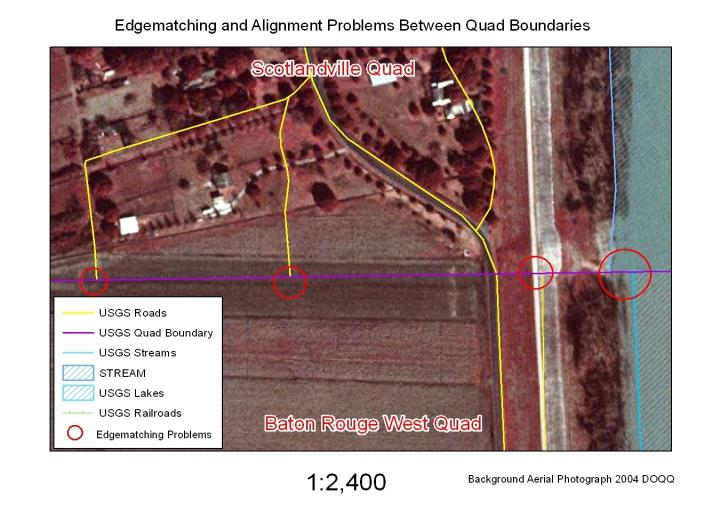 Edgematching and Alignment Problems Between Quad Boundaries
Scotlandville Quad
USGS Roads
USGS Quad Boundary
USGS Streams
STREAM
USGS Lakes
USGS Railroads
Edgematching Problems
Baton Rouge West Quad
1:2,400
Background Aerial Photograph 2004 DOQQ